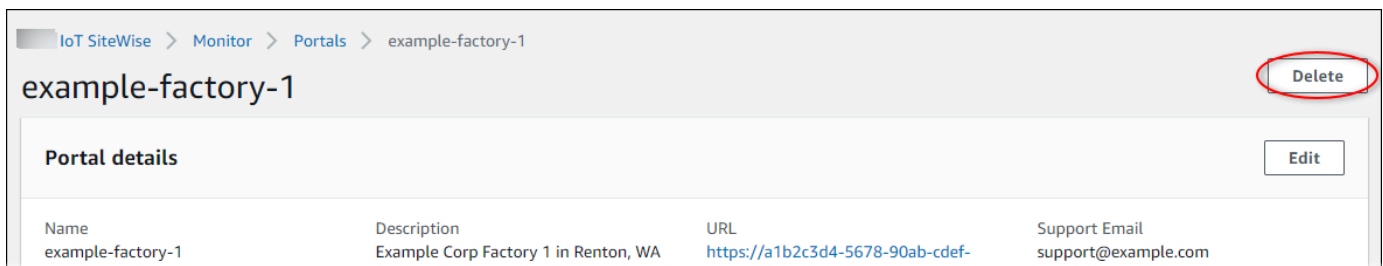 IoT SiteWise > Monitor > Portals > example-factory-1
example-factory-1
Delete
Portal details
Edit
Name Description URL Support Email
example-factory-1 Example Corp Factory 1 in Renton, WA https://a1b2c3d4-5678-90ab-cdef- support@example.com